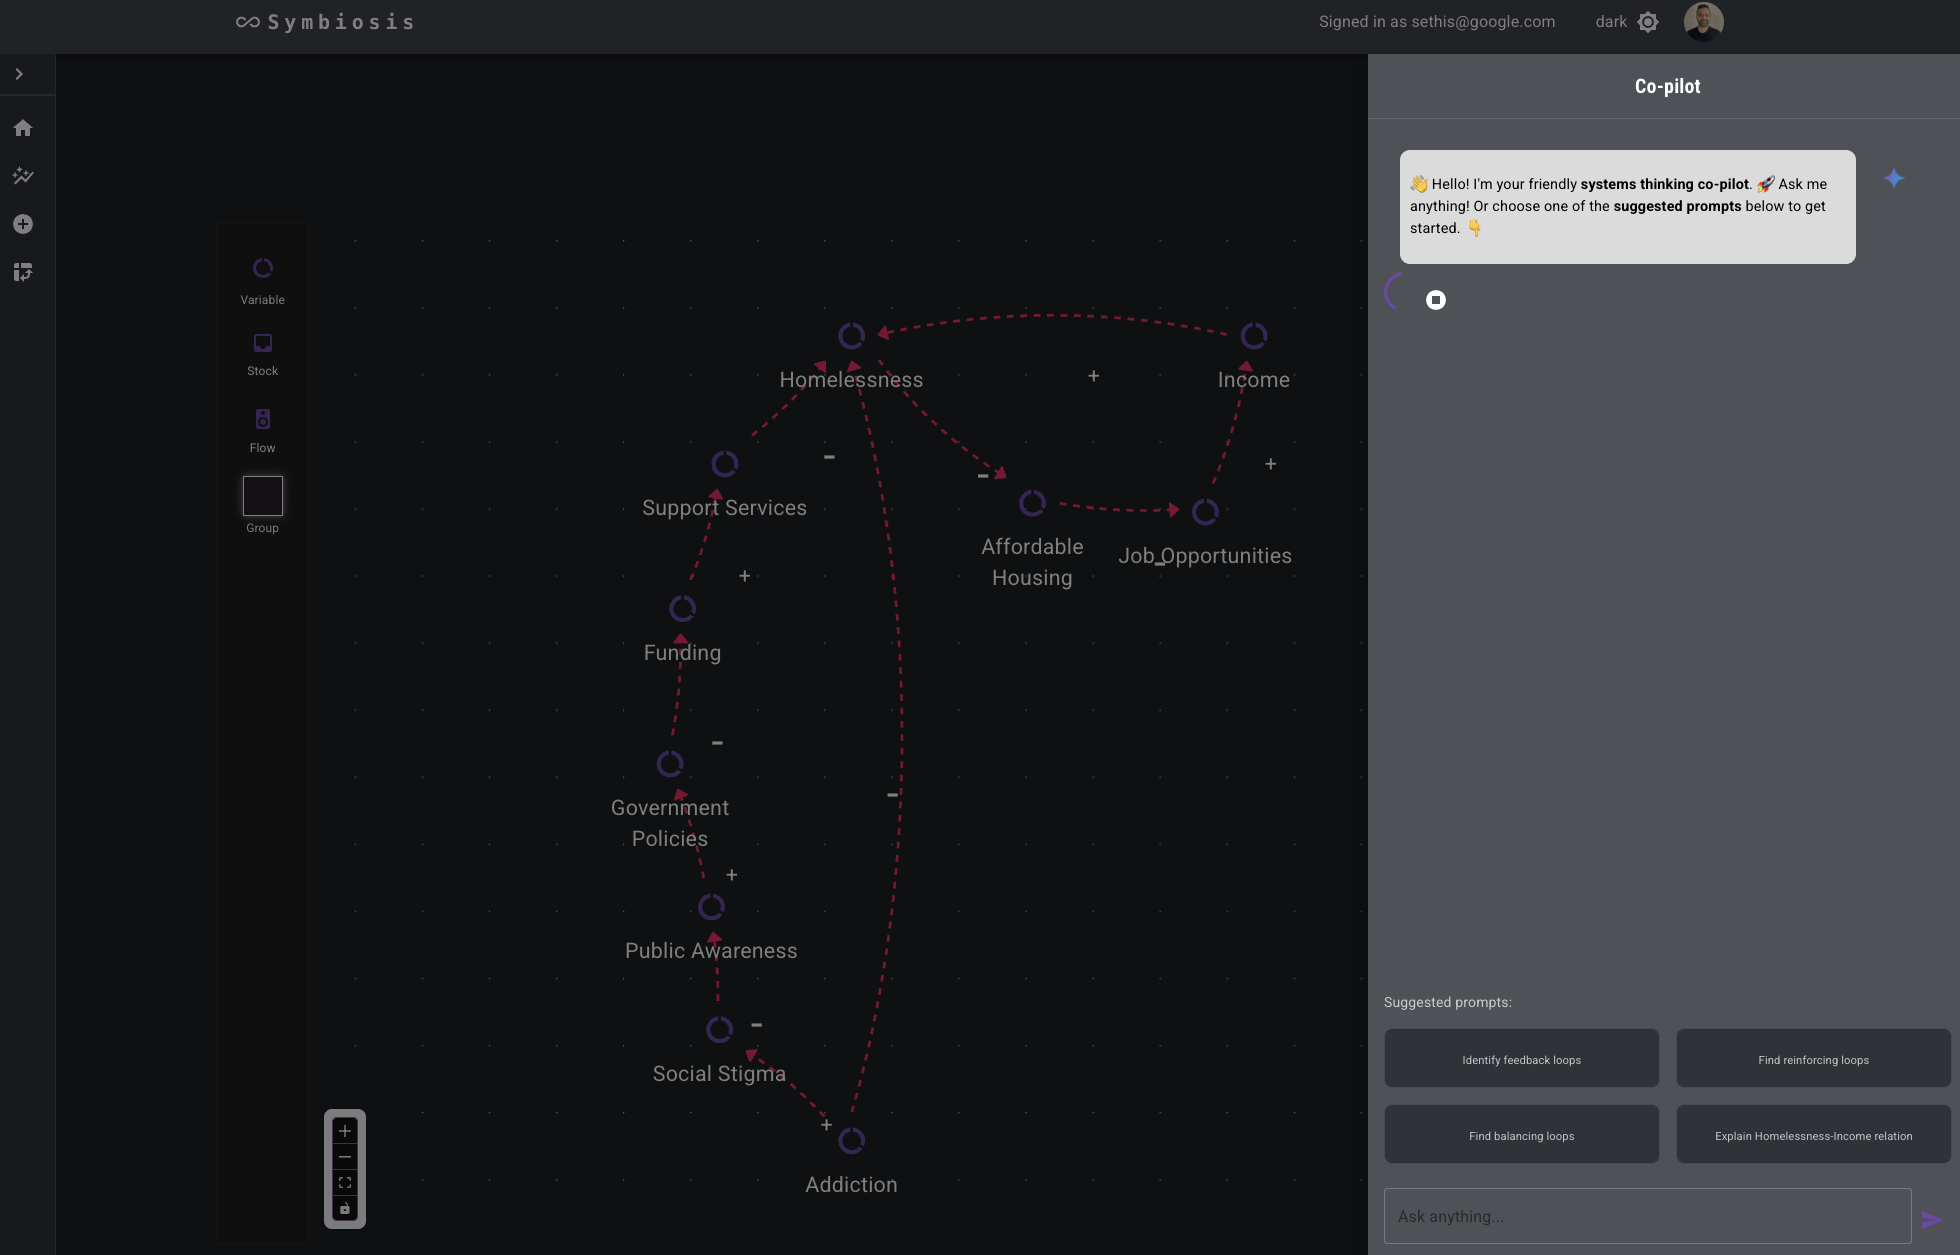 Symbiosis
Signed in as sethis@google.com
dark
Co-pilot
👋 Hello! I'm your friendly systems thinking co-pilot. 🚀 Ask me
anything! Or choose one of the suggested prompts below to get
started. 👇
Variable
Stock
Flow
Group
Homelessness
+
Income
Support Services
−
−
+
Affordable
Housing
Job Opportunities
−
+
Funding
−
Government
Policies
−
+
Public Awareness
−
Social Stigma
+
Addiction
Suggested prompts:
Identify feedback loops
Find reinforcing loops
Find balancing loops
Explain Homelessness-Income relation
Ask anything...